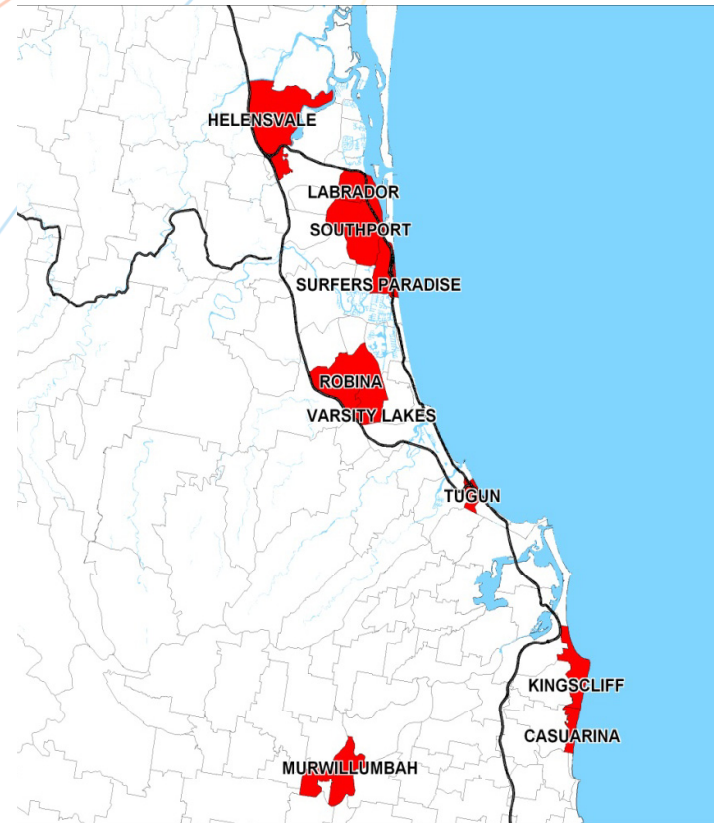 HELENSVALE
LABRADOR
SOUTHPORT
SURFERS PARADISE
ROBINA
VARSITY LAKES
TUGUN
KINGSCLIFF
CASUARINA
MURWILLUMBAH